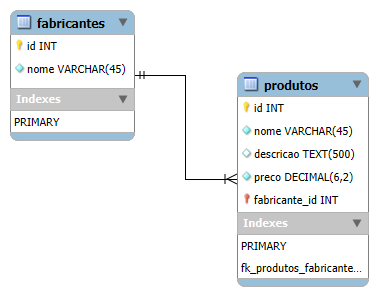 fabricantes
id INT
nome VARCHAR(45)
Indexes
PRIMARY
produtos
id INT
nome VARCHAR(45)
descricao TEXT(500)
preco DECIMAL(6,2)
fabricante_id INT
Indexes
PRIMARY
fk_produtos_fabricante...